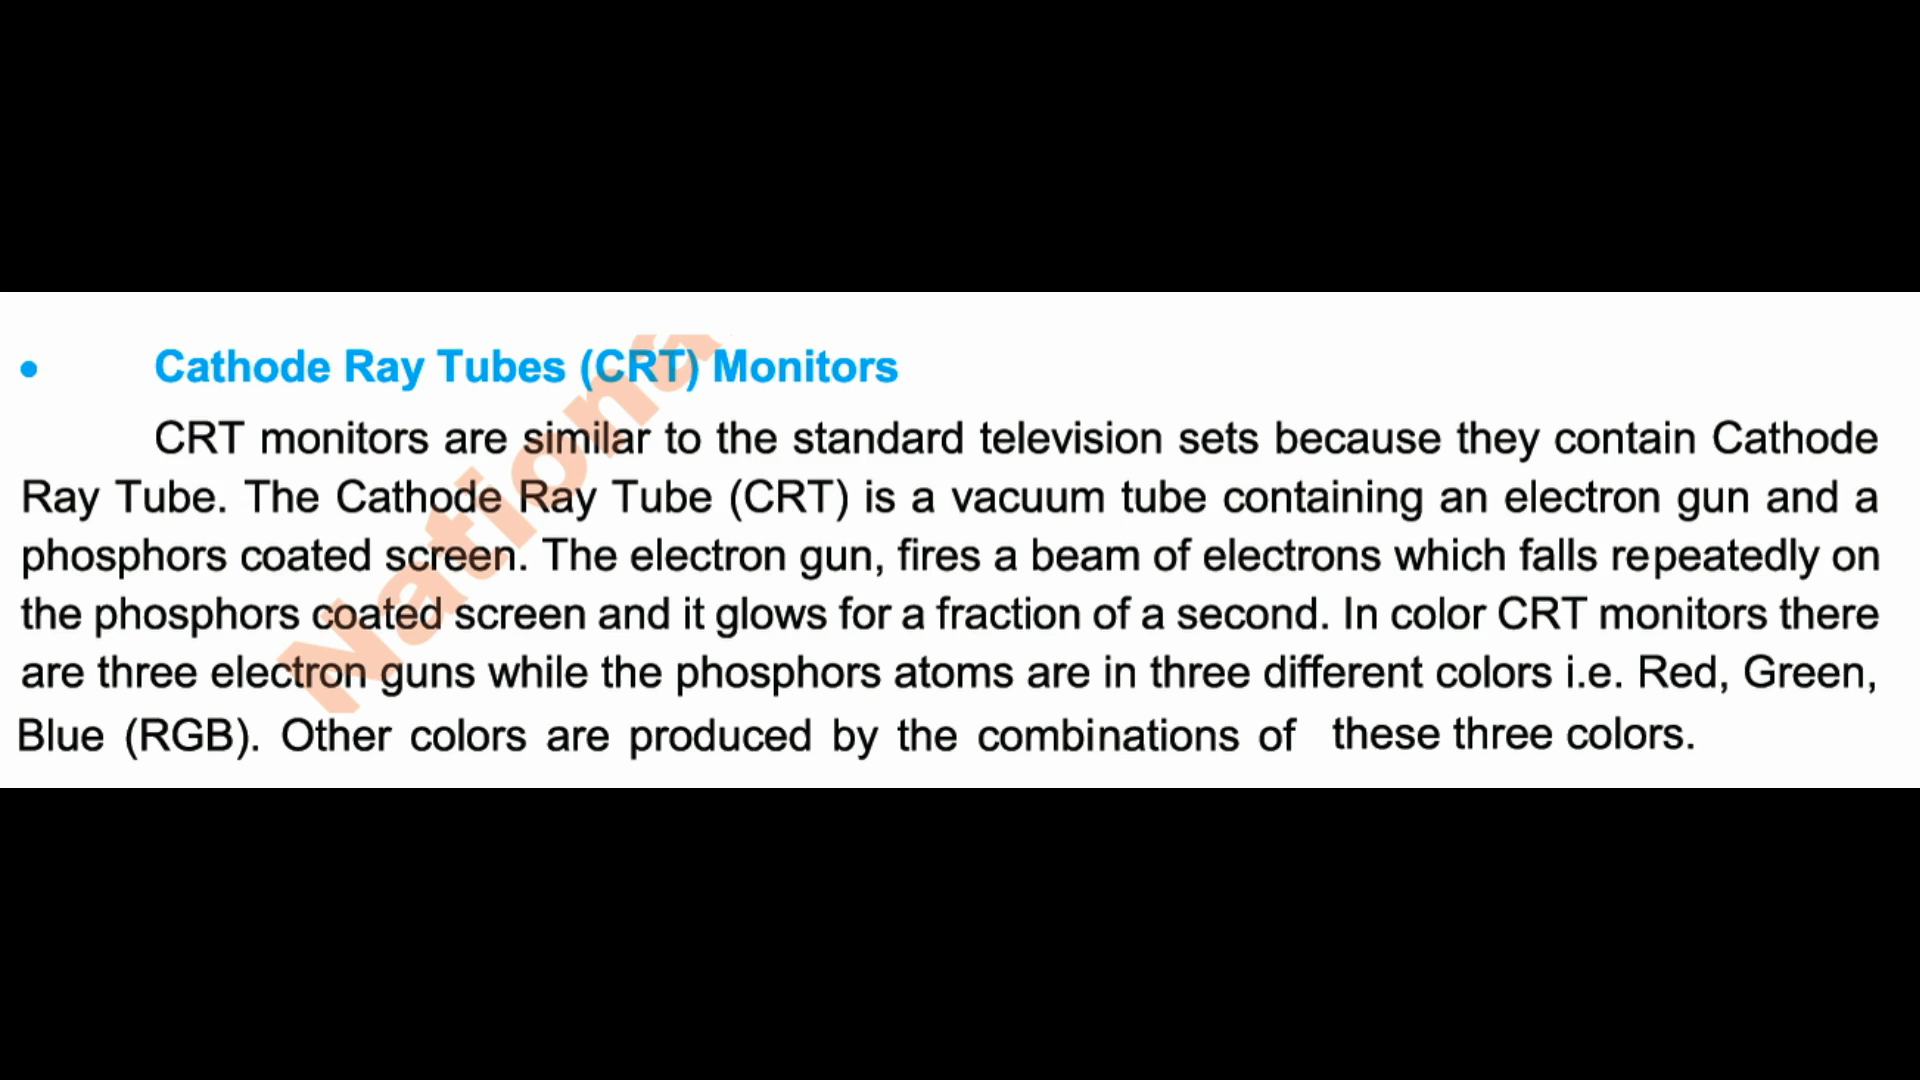 • Cathode Ray Tubes (CRT) Monitors
CRT monitors are similar to the standard television sets because they contain Cathode
Ray Tube. The Cathode Ray Tube (CRT) is a vacuum tube containing an electron gun and a
phosphors coated screen. The electron gun, fires a beam of electrons which falls repeatedly on
the phosphors coated screen and it glows for a fraction of a second. In color CRT monitors there
are three electron guns while the phosphors atoms are in three different colors i.e. Red, Green,
Blue (RGB). Other colors are produced by the combinations of these three colors.
Nationa